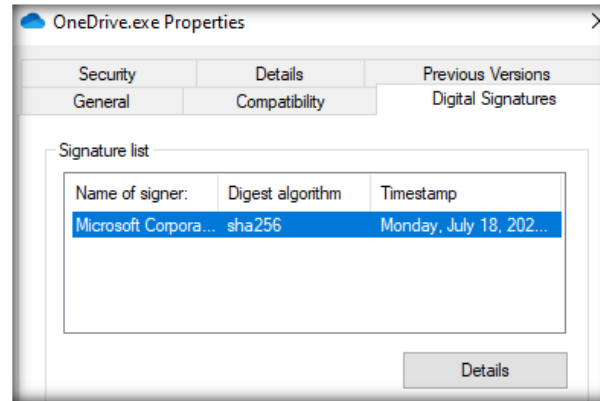 OneDrive.exe Properties
Security Details Previous Versions
General Compatibility Digital Signatures
Signature list
Name of signer: Digest algorithm Timestamp
Microsoft Corpora... sha256 Monday, July 18, 202...
Details